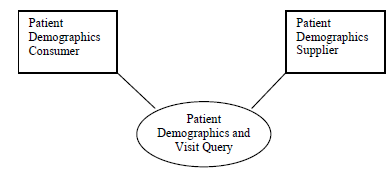 Patient
Demographics
Consumer
Patient
Demographics
Supplier
Patient
Demographics and
Visit Query